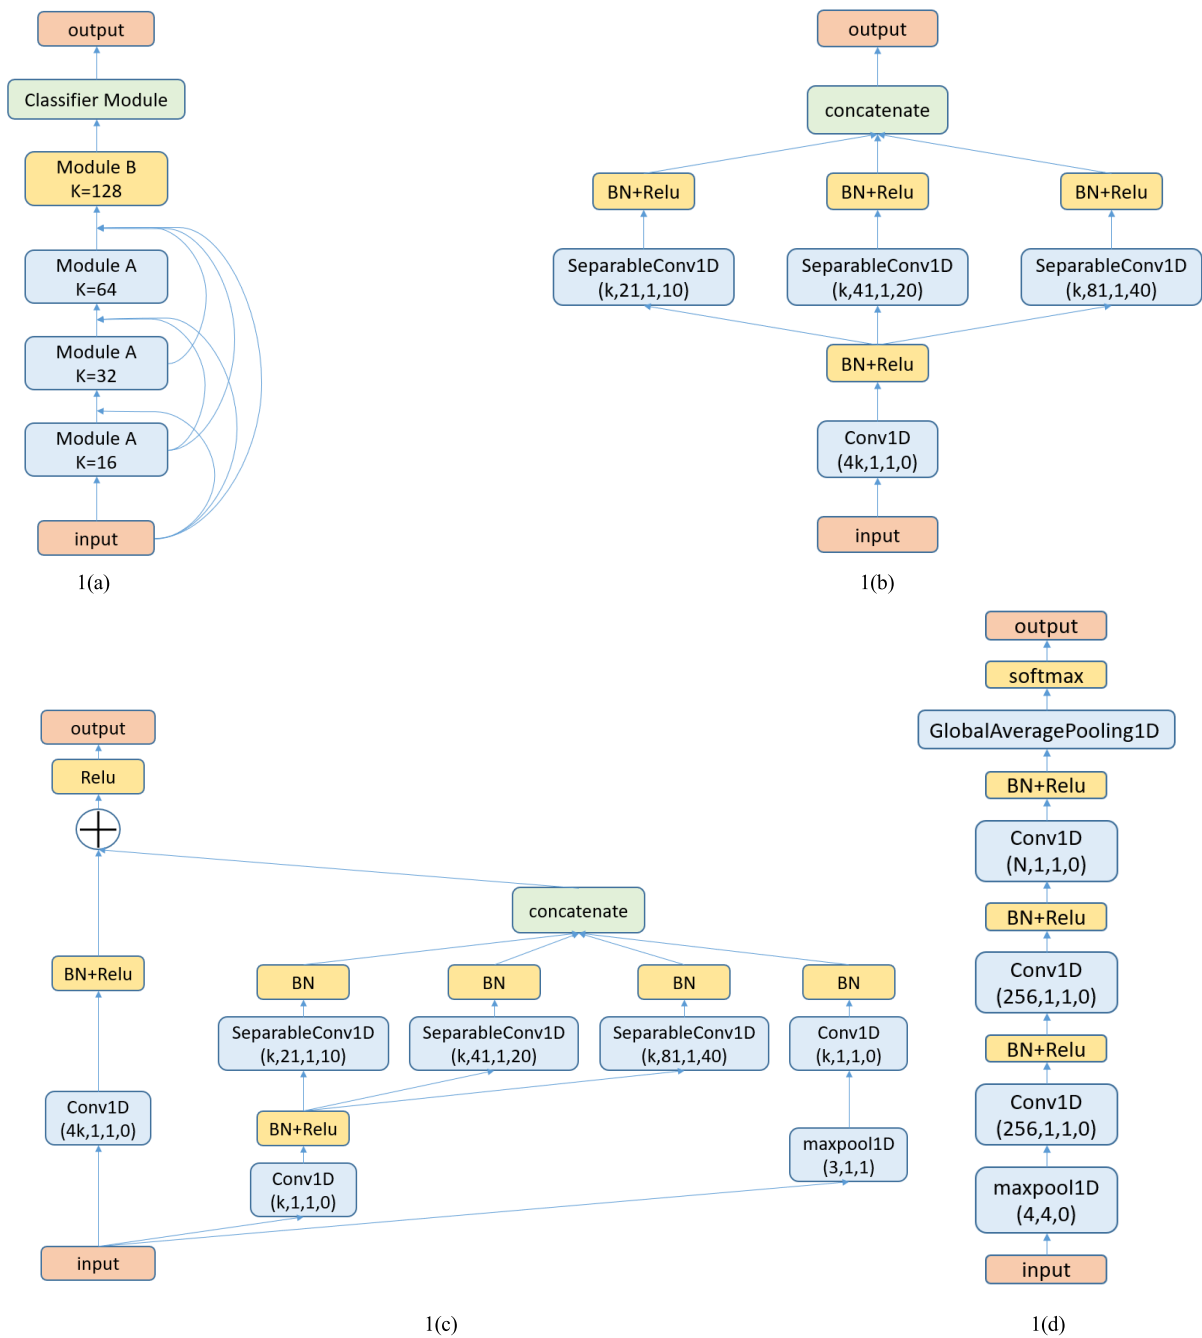 output
Classifier Module
Module B
K=128
Module A
K=64
Module A
K=32
Module A
K=16
input
1(a)
output
concatenate
BN+Relu
BN+Relu
BN+Relu
SeparableConv1D
(k,21,1,10)
SeparableConv1D
(k,41,1,20)
SeparableConv1D
(k,81,1,40)
BN+Relu
Conv1D
(4k,1,1,0)
input
1(b)
output
Relu
concatenate
BN+Relu
BN
BN
BN
BN
SeparableConv1D
(k,21,1,10)
SeparableConv1D
(k,41,1,20)
SeparableConv1D
(k,81,1,40)
Conv1D
(k,1,1,0)
Conv1D
(4k,1,1,0)
BN+Relu
maxpool1D
(3,1,1)
Conv1D
(k,1,1,0)
input
1(c)
output
softmax
GlobalAveragePooling1D
BN+Relu
Conv1D
(N,1,1,0)
BN+Relu
Conv1D
(256,1,1,0)
BN+Relu
Conv1D
(256,1,1,0)
maxpool1D
(4,4,0)
input
1(d)